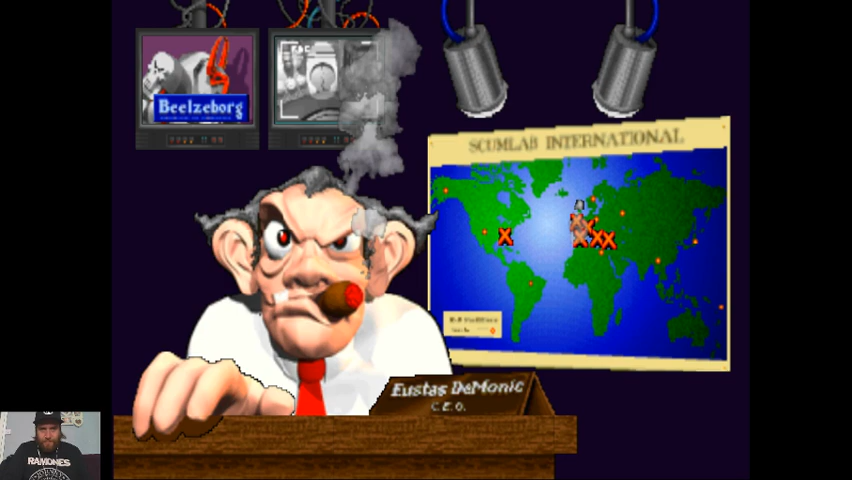 Beelzeborg
SCUMLAB INTERNATIONAL
Eustas DeMonic
C.E.O.
RAMONES